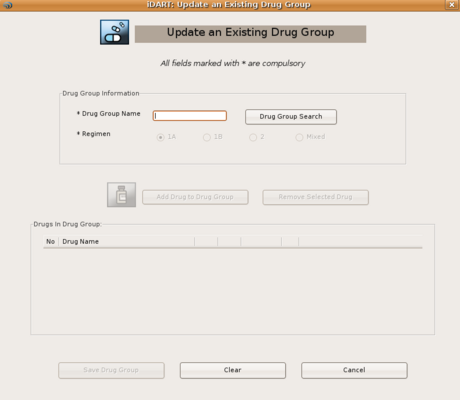 iDART: Update an Existing Drug Group
Update an Existing Drug Group
All fields marked with * are compulsory
Drug Group Information
* Drug Group Name
Drug Group Search
* Regimen
1A
1B
2
Mixed
Add Drug to Drug Group
Remove Selected Drug
Drugs In Drug Group:
No Drug Name
Save Drug Group
Clear
Cancel